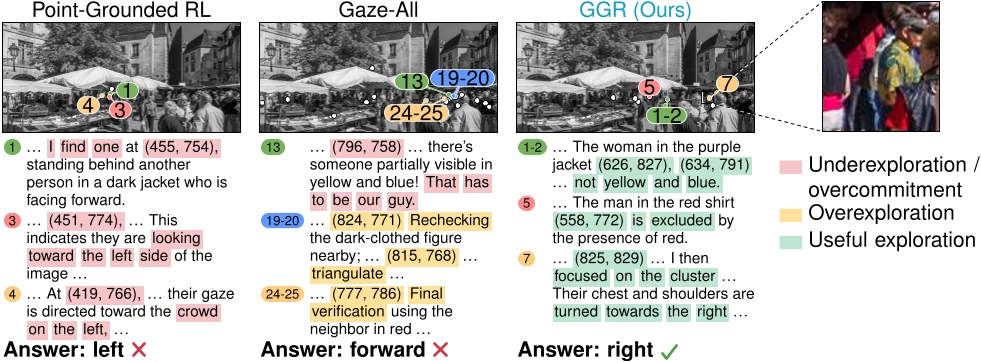 Point-Grounded RL
1
4
3
1 … I find one at (455, 754),
standing behind another
person in a dark jacket who is
facing forward.
3 … (451, 774), … This
indicates they are looking
toward the left side of the
image …
4 … At (419, 766), … their gaze
is directed toward the crowd
on the left, …
Answer: left ✗
Gaze-All
13
19-20
24-25
13 … (796, 758) … there's
someone partially visible in
yellow and blue! That has
to be our guy.
19-20 … (824, 771) Rechecking
the dark-clothed figure
nearby; … (815, 768) …
triangulate …
24-25 … (777, 786) Final
verification using the
neighbor in red …
Answer: forward ✗
GGR (Ours)
5
7
1-2
1-2 … The woman in the purple
jacket (626, 827), (634, 791)
… not yellow and blue.
5 … The man in the red shirt
(558, 772) is excluded by
the presence of red.
7 … (825, 829) … I then
focused on the cluster …
Their chest and shoulders are
turned towards the right …
Answer: right ✓
Underexploration /
overcommitment
Overexploration
Useful exploration